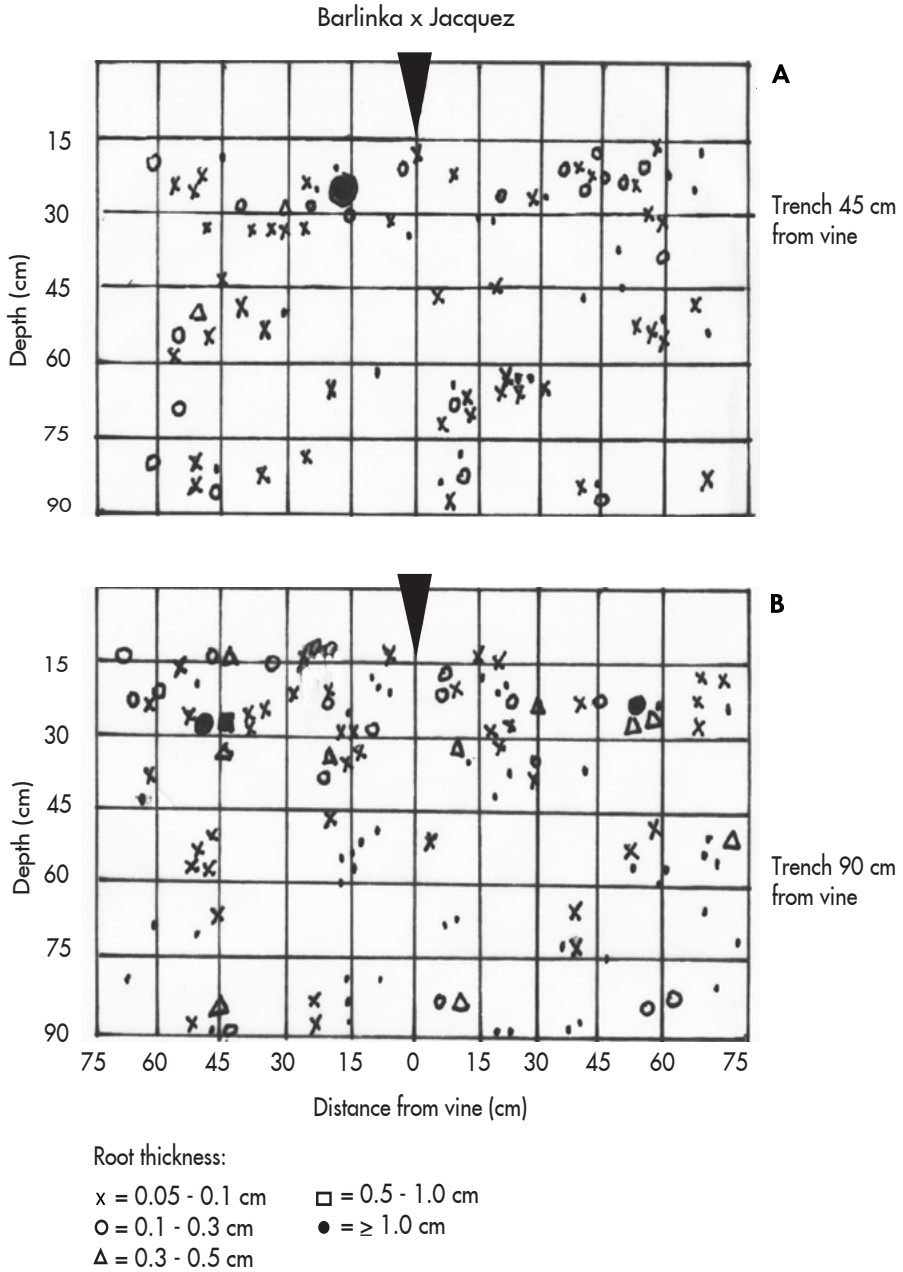 Barlinka x Jacquez
A
15
30
45
60
75
90
Depth (cm)
Trench 45 cm
from vine
B
15
30
45
60
75
90
Depth (cm)
Trench 90 cm
from vine
75 60 45 30 15 0 15 30 45 60 75
Distance from vine (cm)
Root thickness:
x = 0.05 - 0.1 cm
= 0.1 - 0.3 cm
= 0.3 - 0.5 cm
= 0.5 - 1.0 cm
= ≥ 1.0 cm